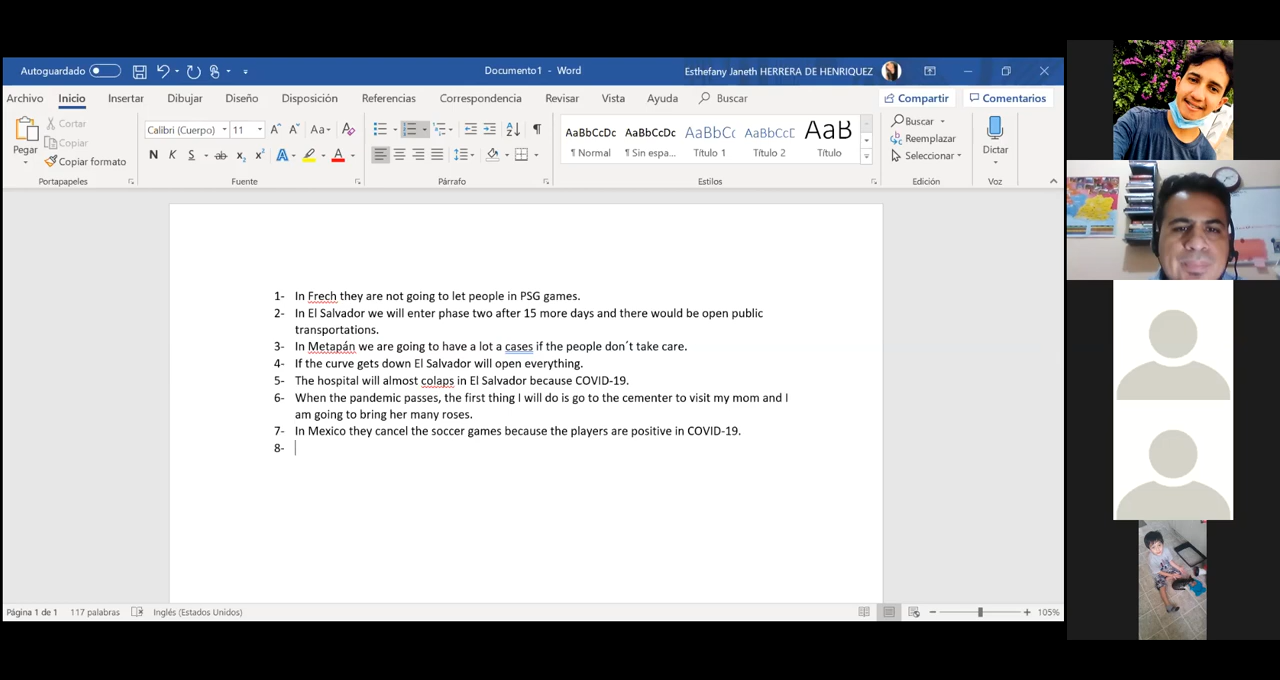 Autoguardado
Documento1 - Word
Esthefany Janeth HERRERA DE HENRIQUEZ
Archivo Inicio Insertar Dibujar Diseño Disposición Referencias Correspondencia Revisar Vista Ayuda Buscar Compartir Comentarios
Pegar
Cortar
Copiar
Copiar formato
Portapapeles
Calibri (Cuerpo) 11 A A Aa A
N K S ab x₂ x² A A
Fuente
Párrafo
AaBbCcDc AaBbCcDc AaBbCc AaBbCcD AaB
¶ Normal ¶ Sin espa... Título 1 Título 2 Título
Estilos
Buscar
Reemplazar
Seleccionar
Edición
Dictar
Voz
1- In Frech they are not going to let people in PSG games.
2- In El Salvador we will enter phase two after 15 more days and there would be open public
transportations.
3- In Metapán we are going to have a lot a cases if the people don´t take care.
4- If the curve gets down El Salvador will open everything.
5- The hospital will almost colaps in El Salvador because COVID-19.
6- When the pandemic passes, the first thing I will do is go to the cementer to visit my mom and I
am going to bring her many roses.
7- In Mexico they cancel the soccer games because the players are positive in COVID-19.
8-
Página 1 de 1 117 palabras Inglés (Estados Unidos) 105%